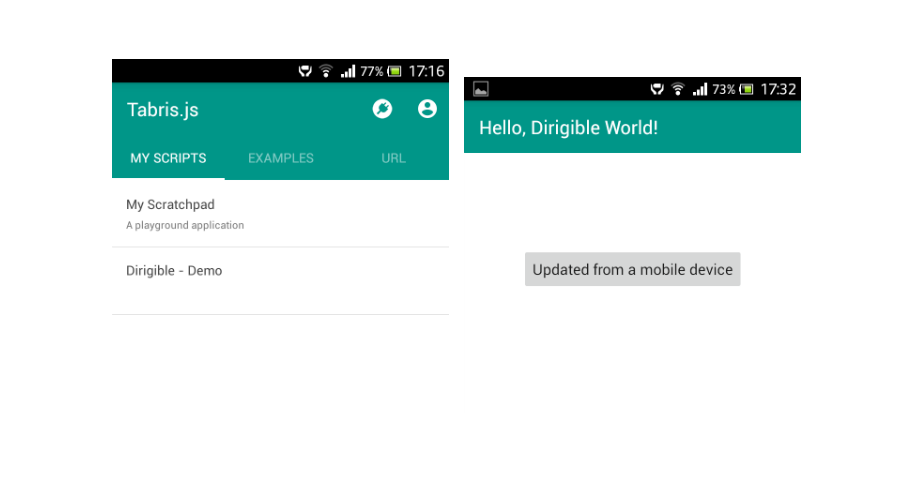 77% 17:16
Tabris.js
MY SCRIPTS EXAMPLES URL
My Scratchpad
A playground application
Dirigible - Demo
73% 17:32
Hello, Dirigible World!
Updated from a mobile device